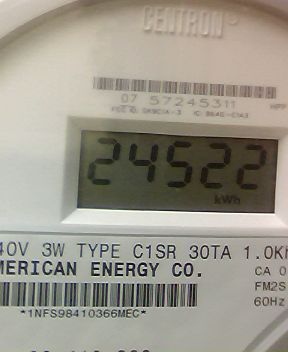 CENTRON
07 57245311
24522
kWh
40V 3W TYPE C1SR 30TA 1.0Kh
MERICAN ENERGY CO.
CA 0
FM2S
60Hz
*1NFS98410366MEC*